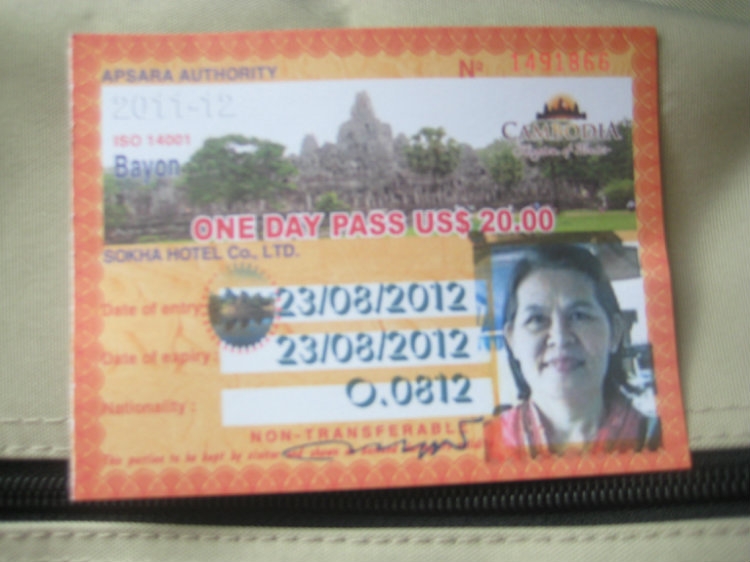 APSARA AUTHORITY
Nº 1491866
2011-12
ISO 14001
Bayon
CAMBODIA
ONE DAY PASS US$ 20.00
SOKHA HOTEL Co., LTD.
Date of entry: 23/08/2012
Date of expiry : 23/08/2012
Nationality : O.0812
NON-TRANSFERABLE